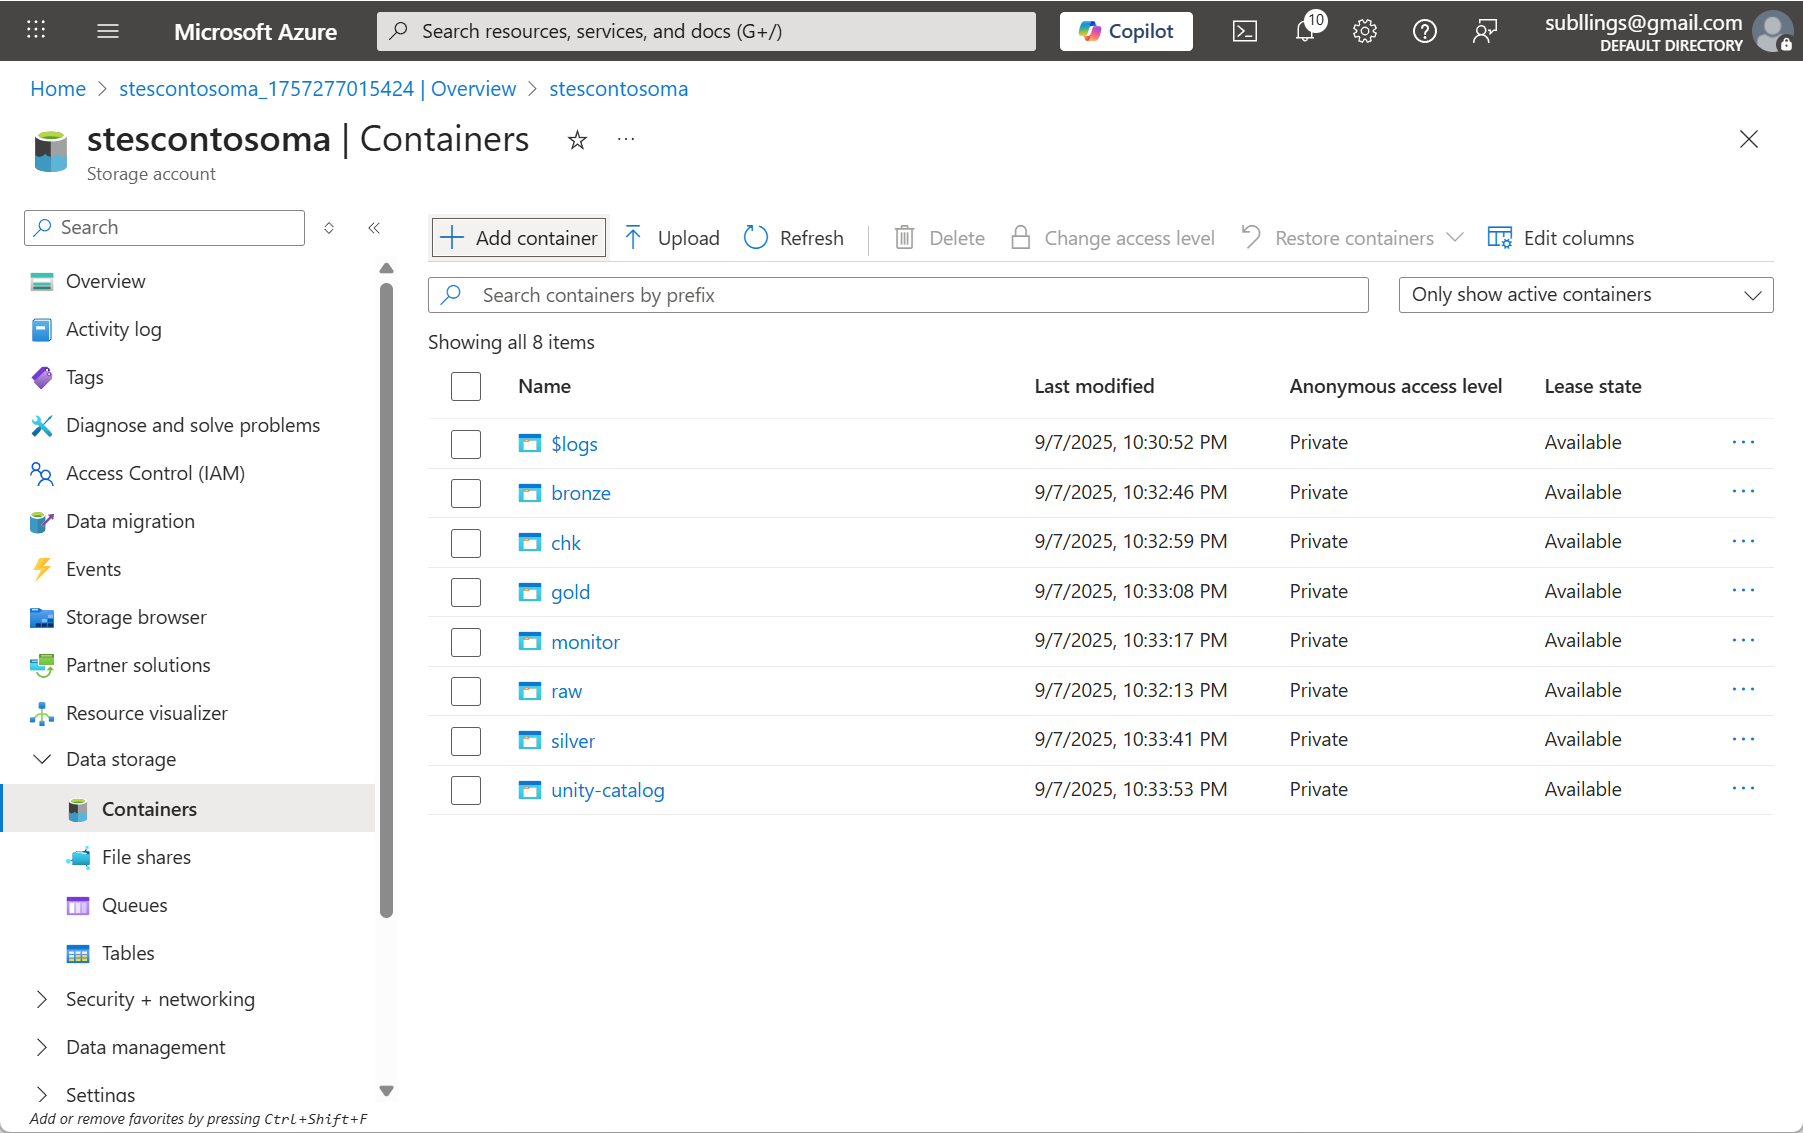 Microsoft Azure
Search resources, services, and docs (G+/)
Copilot
10
subllings@gmail.com
DEFAULT DIRECTORY
Home > stescontosoma_1757277015424 | Overview > stescontosoma
stescontosoma | Containers
Storage account
Search
Overview
Activity log
Tags
Diagnose and solve problems
Access Control (IAM)
Data migration
Events
Storage browser
Partner solutions
Resource visualizer
Data storage
Containers
File shares
Queues
Tables
Security + networking
Data management
Settings
Add or remove favorites by pressing Ctrl+Shift+F
Add container Upload Refresh Delete Change access level Restore containers Edit columns
Search containers by prefix
Only show active containers
Showing all 8 items
Name Last modified Anonymous access level Lease state
$logs 9/7/2025, 10:30:52 PM Private Available
bronze 9/7/2025, 10:32:46 PM Private Available
chk 9/7/2025, 10:32:59 PM Private Available
gold 9/7/2025, 10:33:08 PM Private Available
monitor 9/7/2025, 10:33:17 PM Private Available
raw 9/7/2025, 10:32:13 PM Private Available
silver 9/7/2025, 10:33:41 PM Private Available
unity-catalog 9/7/2025, 10:33:53 PM Private Available